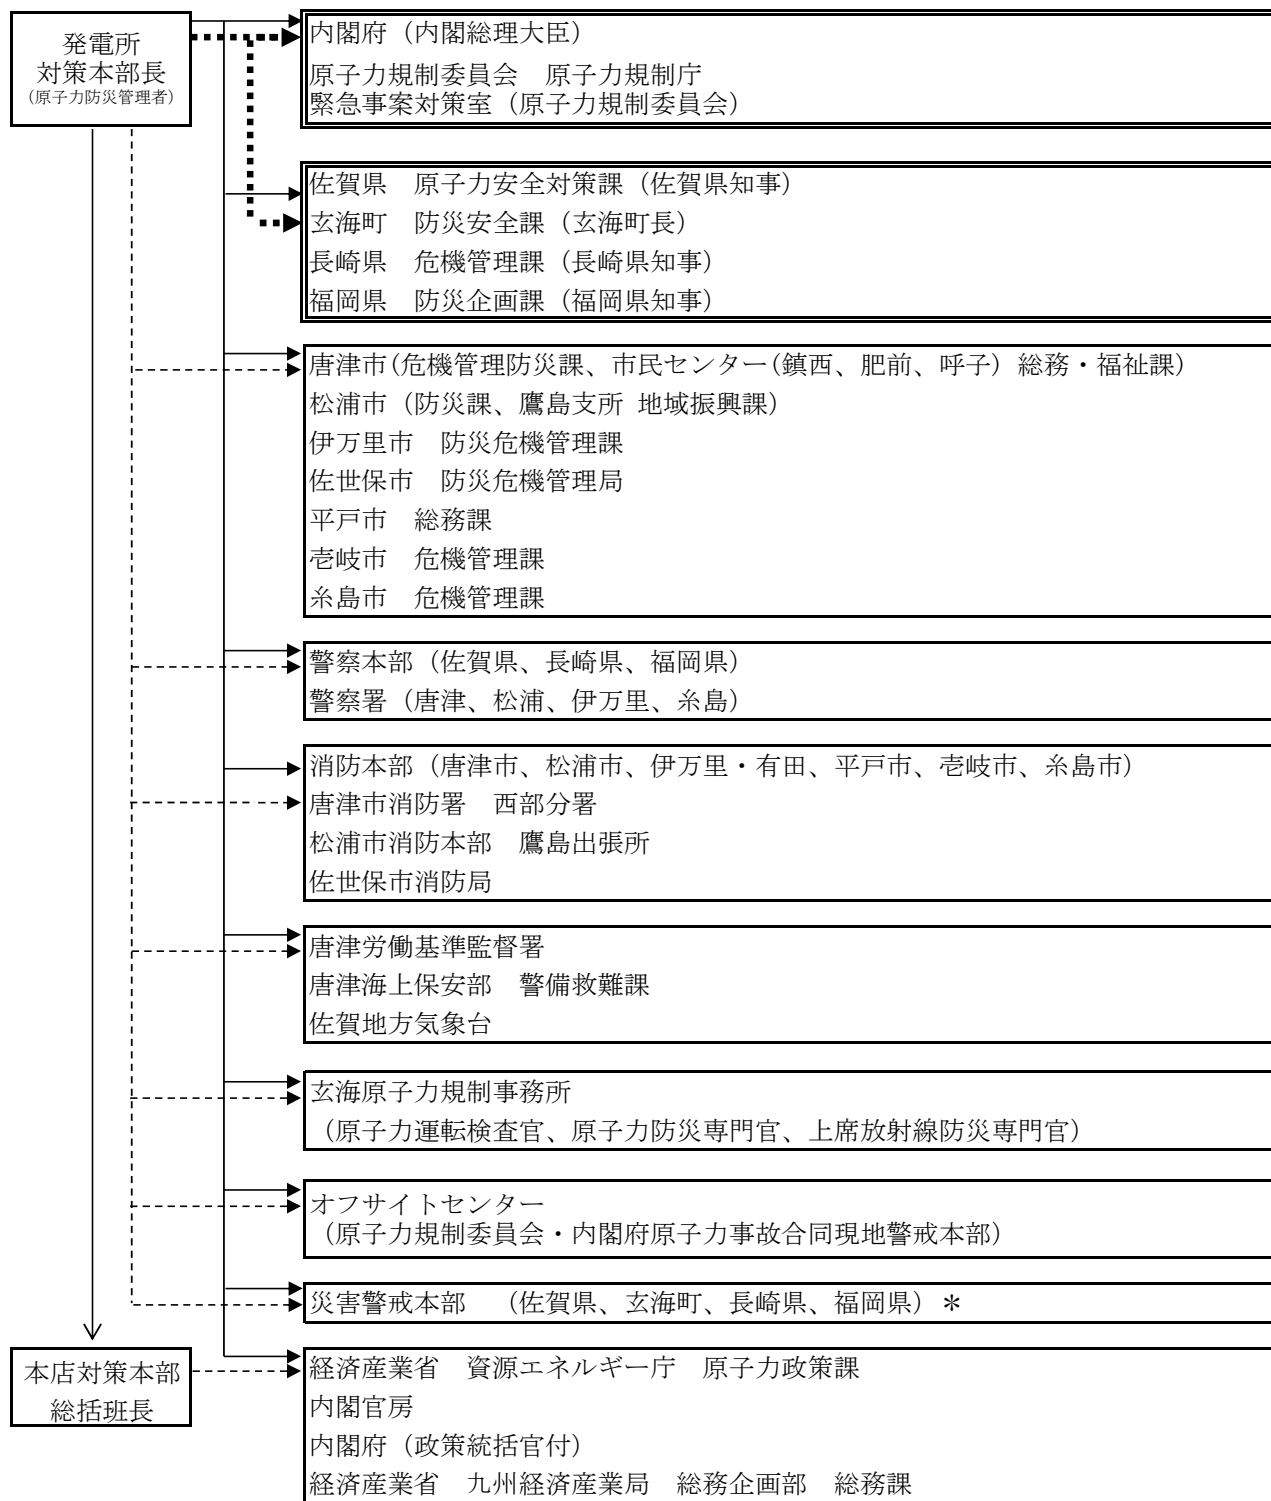 発電所
対策本部長
(原子力防災管理者)
内閣府（内閣総理大臣）
原子力規制委員会　原子力規制庁
緊急事案対策室（原子力規制委員会）
佐賀県　原子力安全対策課（佐賀県知事）
玄海町　防災安全課（玄海町長）
長崎県　危機管理課（長崎県知事）
福岡県　防災企画課（福岡県知事）
唐津市(危機管理防災課、市民センター(鎮西、肥前、呼子）総務・福祉課）
松浦市（防災課、鷹島支所 地域振興課）
伊万里市　防災危機管理課
佐世保市　防災危機管理局
平戸市　総務課
壱岐市　危機管理課
糸島市　危機管理課
警察本部（佐賀県、長崎県、福岡県）
警察署（唐津、松浦、伊万里、糸島）
消防本部（唐津市、松浦市、伊万里・有田、平戸市、壱岐市、糸島市）
唐津市消防署　西部分署
松浦市消防本部　鷹島出張所
佐世保市消防局
唐津労働基準監督署
唐津海上保安部　警備救難課
佐賀地方気象台
玄海原子力規制事務所
（原子力運転検査官、原子力防災専門官、上席放射線防災専門官）
オフサイトセンター
（原子力規制委員会・内閣府原子力事故合同現地警戒本部）
災害警戒本部　（佐賀県、玄海町、長崎県、福岡県）＊
本店対策本部
総括班長
経済産業省　資源エネルギー庁　原子力政策課
内閣官房
内閣府（政策統括官付）
経済産業省　九州経済産業局　総務企画部　総務課